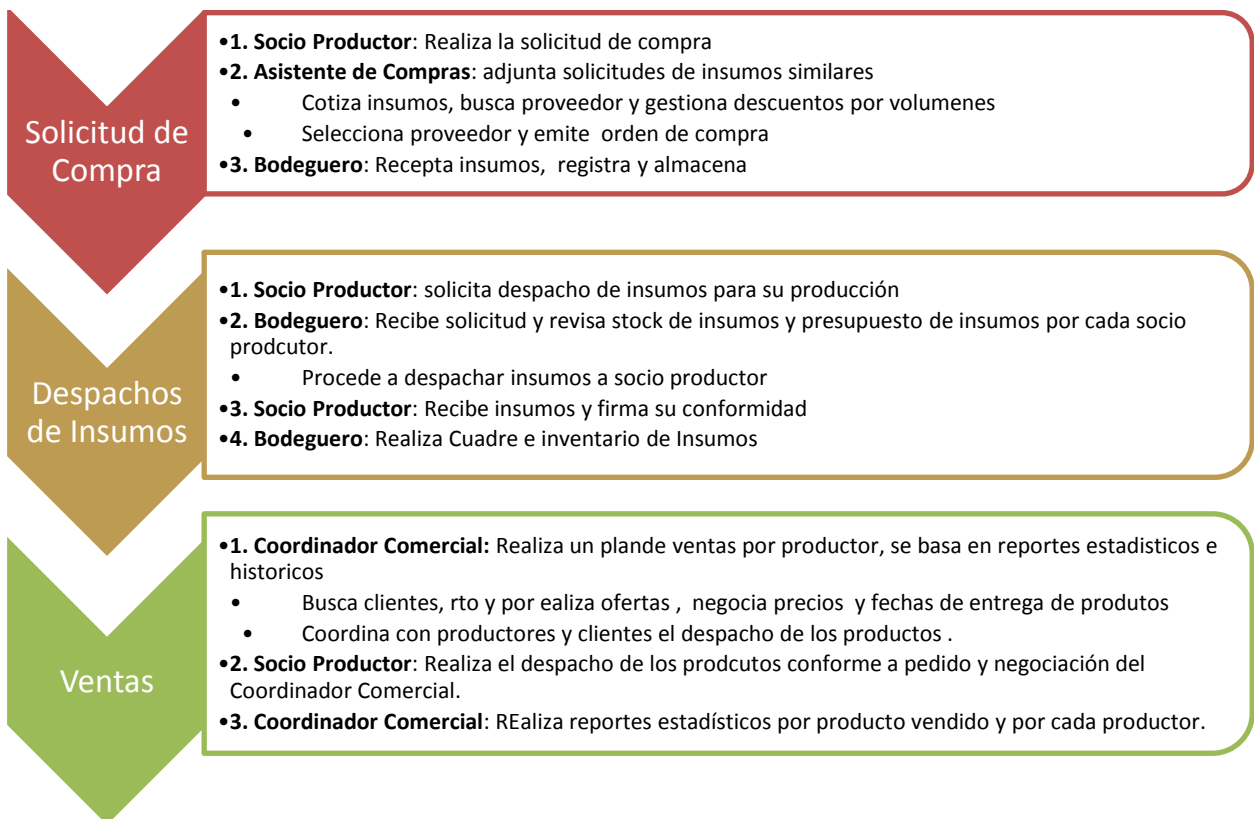 Solicitud de
Compra
•1. Socio Productor: Realiza la solicitud de compra
•2. Asistente de Compras: adjunta solicitudes de insumos similares
• Cotiza insumos, busca proveedor y gestiona descuentos por volumenes
• Selecciona proveedor y emite orden de compra
•3. Bodeguero: Recepta insumos, registra y almacena
Despachos
de Insumos
•1. Socio Productor: solicita despacho de insumos para su producción
•2. Bodeguero: Recibe solicitud y revisa stock de insumos y presupuesto de insumos por cada socio
prodcutor.
• Procede a despachar insumos a socio productor
•3. Socio Productor: Recibe insumos y firma su conformidad
•4. Bodeguero: Realiza Cuadre e inventario de Insumos
Ventas
•1. Coordinador Comercial: Realiza un plande ventas por productor, se basa en reportes estadisticos e
historicos
• Busca clientes, rto y por ealiza ofertas , negocia precios y fechas de entrega de produtos
• Coordina con productores y clientes el despacho de los productos .
•2. Socio Productor: Realiza el despacho de los prodcutos conforme a pedido y negociación del
Coordinador Comercial.
•3. Coordinador Comercial: REaliza reportes estadísticos por producto vendido y por cada productor.